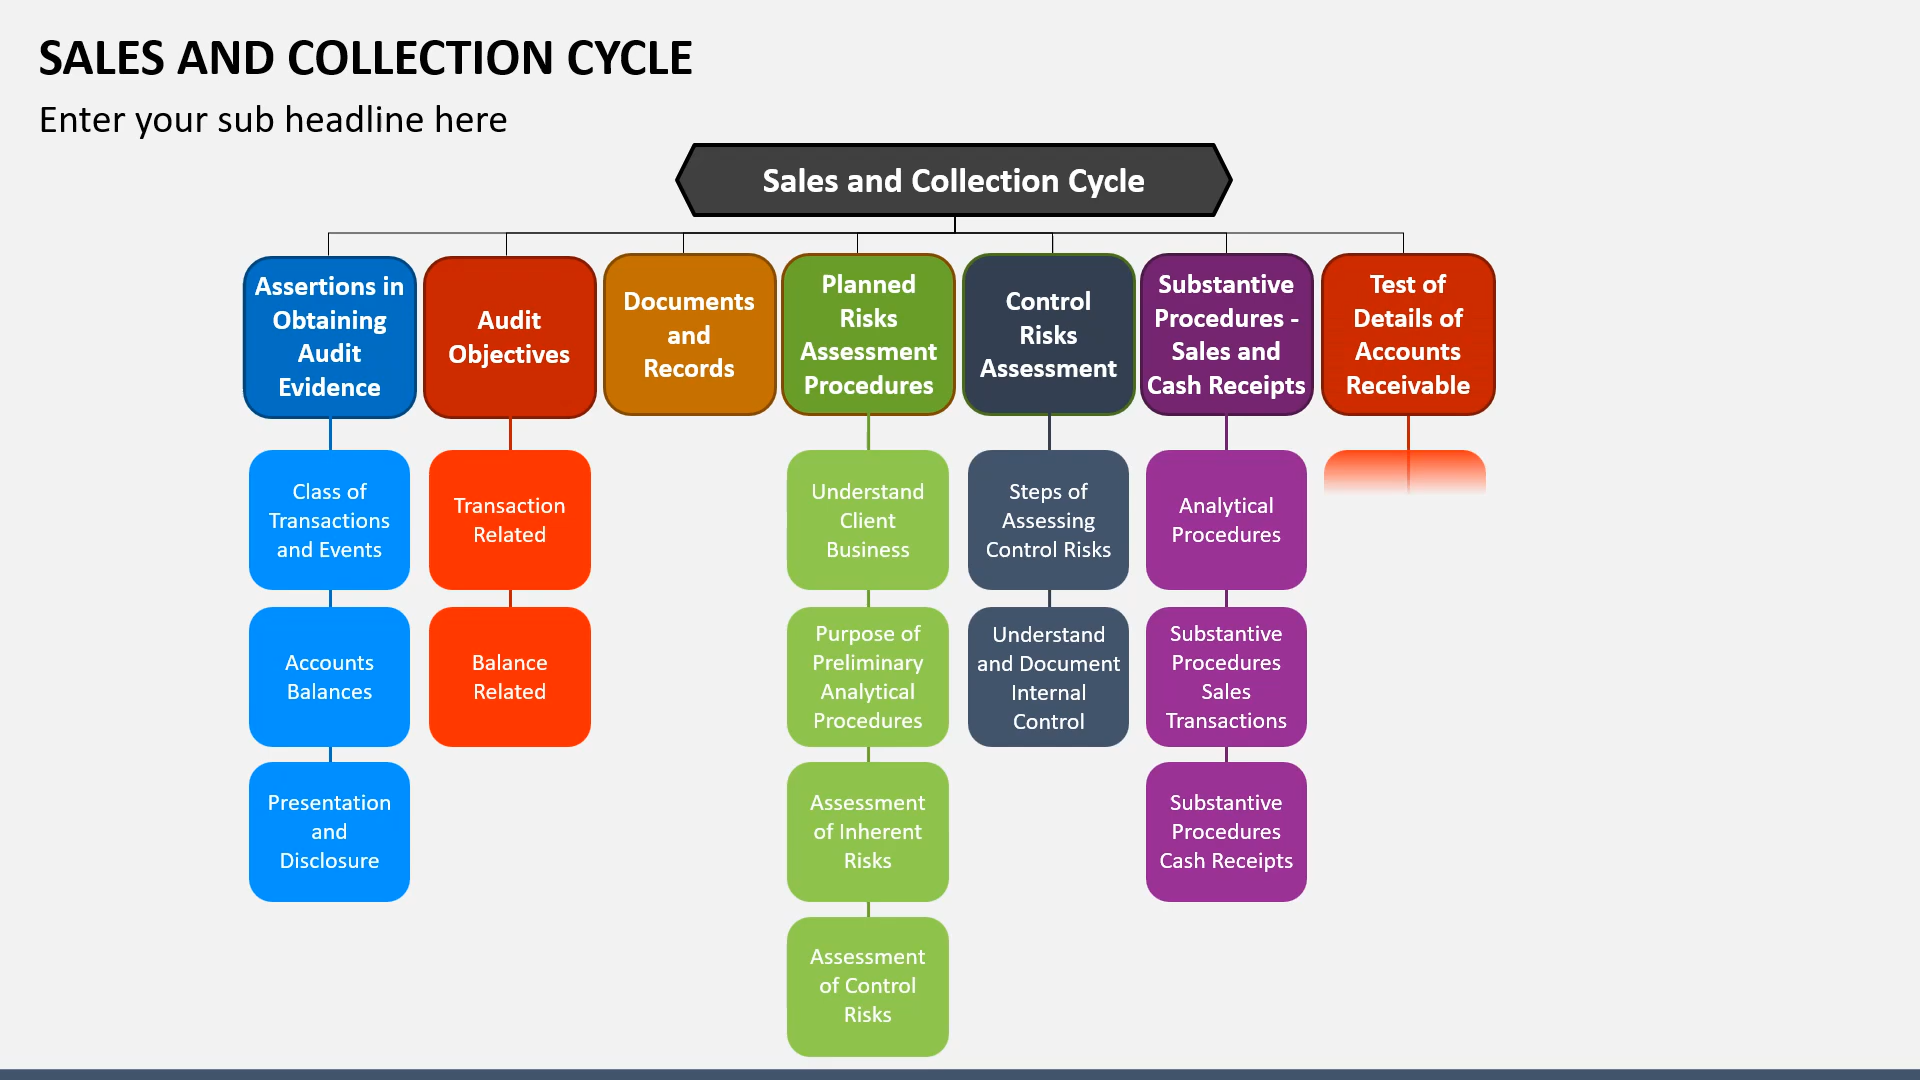 SALES AND COLLECTION CYCLE
Enter your sub headline here
Sales and Collection Cycle
Assertions in
Obtaining
Audit
Evidence
Audit
Objectives
Documents
and
Records
Planned
Risks
Assessment
Procedures
Control
Risks
Assessment
Substantive
Procedures -
Sales and
Cash Receipts
Test of
Details of
Accounts
Receivable
Class of
Transactions
and Events
Accounts
Balances
Presentation
and
Disclosure
Transaction
Related
Balance
Related
Understand
Client
Business
Purpose of
Preliminary
Analytical
Procedures
Assessment
of Inherent
Risks
Assessment
of Control
Risks
Steps of
Assessing
Control Risks
Understand
and Document
Internal
Control
Analytical
Procedures
Substantive
Procedures
Sales
Transactions
Substantive
Procedures
Cash Receipts